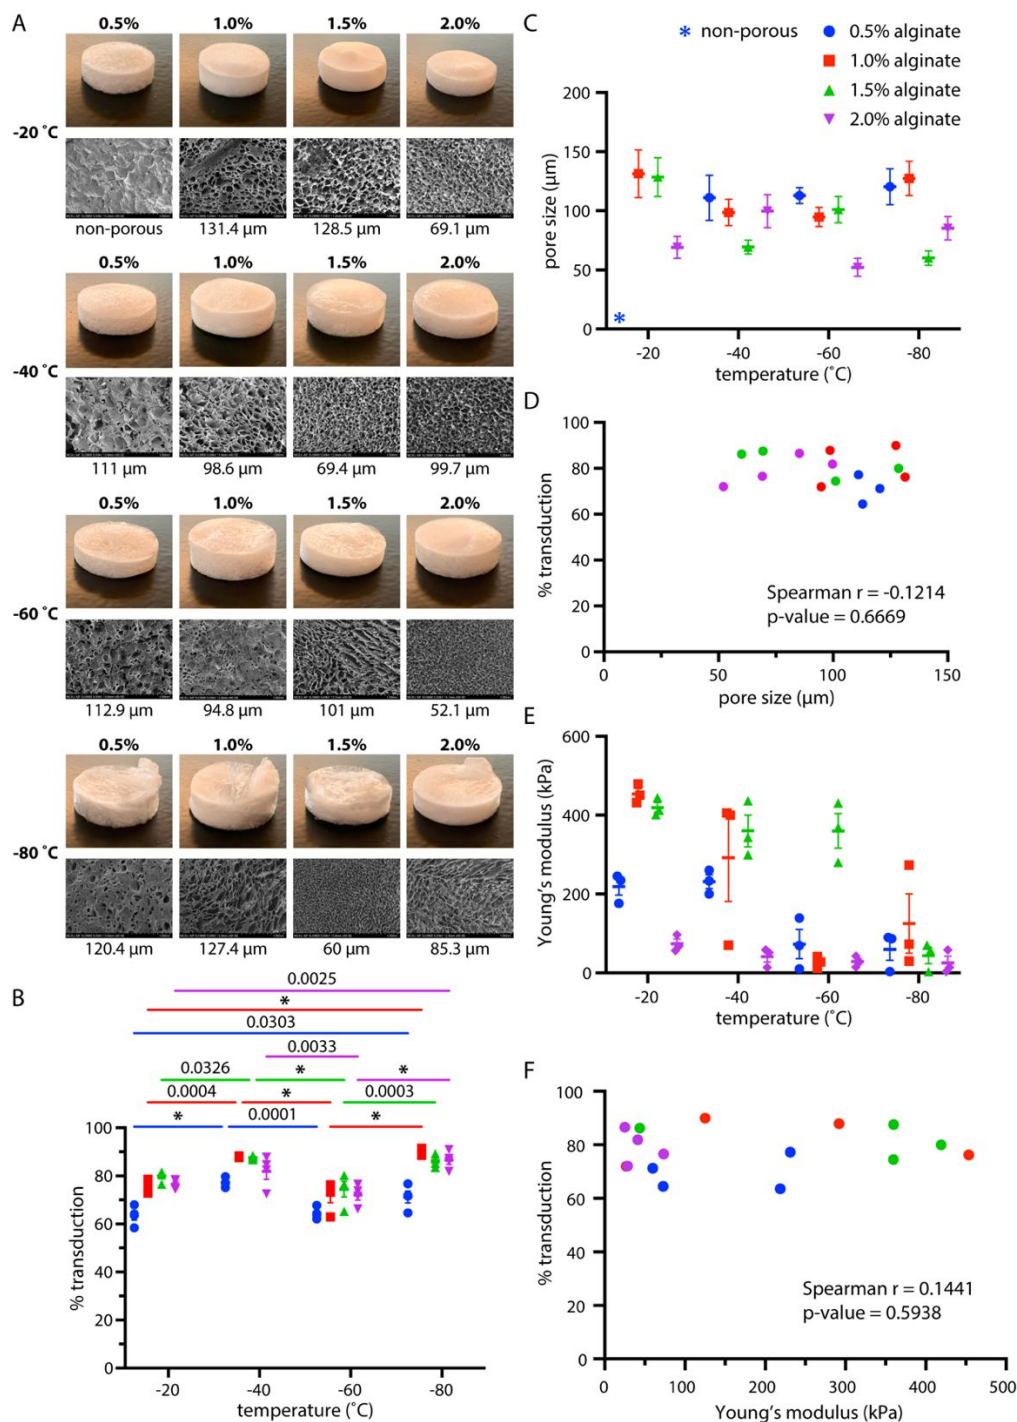 A
0.5% 1.0% 1.5% 2.0%
-20 ˚C
non-porous 131.4 µm 128.5 µm 69.1 µm
0.5% 1.0% 1.5% 2.0%
-40 ˚C
111 µm 98.6 µm 69.4 µm 99.7 µm
0.5% 1.0% 1.5% 2.0%
-60 ˚C
112.9 µm 94.8 µm 101 µm 52.1 µm
0.5% 1.0% 1.5% 2.0%
-80 ˚C
120.4 µm 127.4 µm 60 µm 85.3 µm
B
0.0025
*
0.0303
0.0033
0.0326 * *
0.0004 * 0.0003
* 0.0001 *
% transduction
100
80
60
40
20
0
-20 -40 -60 -80
temperature (˚C)
C
* non-porous
0.5% alginate
1.0% alginate
1.5% alginate
2.0% alginate
pore size (µm)
200
150
100
50
0
*
-20 -40 -60 -80
temperature (˚C)
D
% transduction
100
80
60
40
20
0
Spearman r = -0.1214
p-value = 0.6669
50 100 150
pore size (µm)
E
Young's modulus (kPa)
600
400
200
0
-20 -40 -60 -80
temperature (˚C)
F
% transduction
100
80
60
40
20
0
Spearman r = 0.1441
p-value = 0.5938
0 100 200 300 400 500
Young's modulus (kPa)